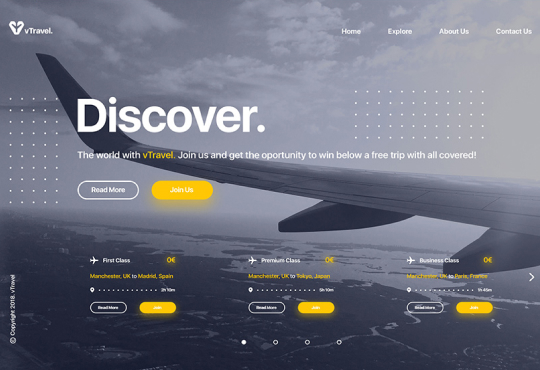 vTravel.
Home Explore About Us Contact Us
Discover.
The world with vTravel. Join us and get the oportunity to win below a free trip with all covered!
Read More Join Us
First Class 0€
Manchester, UK to Madrid, Spain
2h 10m
Read More Join
Premium Class 0€
Manchester, UK to Tokyo, Japan
5h 10m
Read More Join
Business Class 0€
Manchester, UK to Paris, France
1h 40m
Read More Join
© Copyright 2018. vTravel